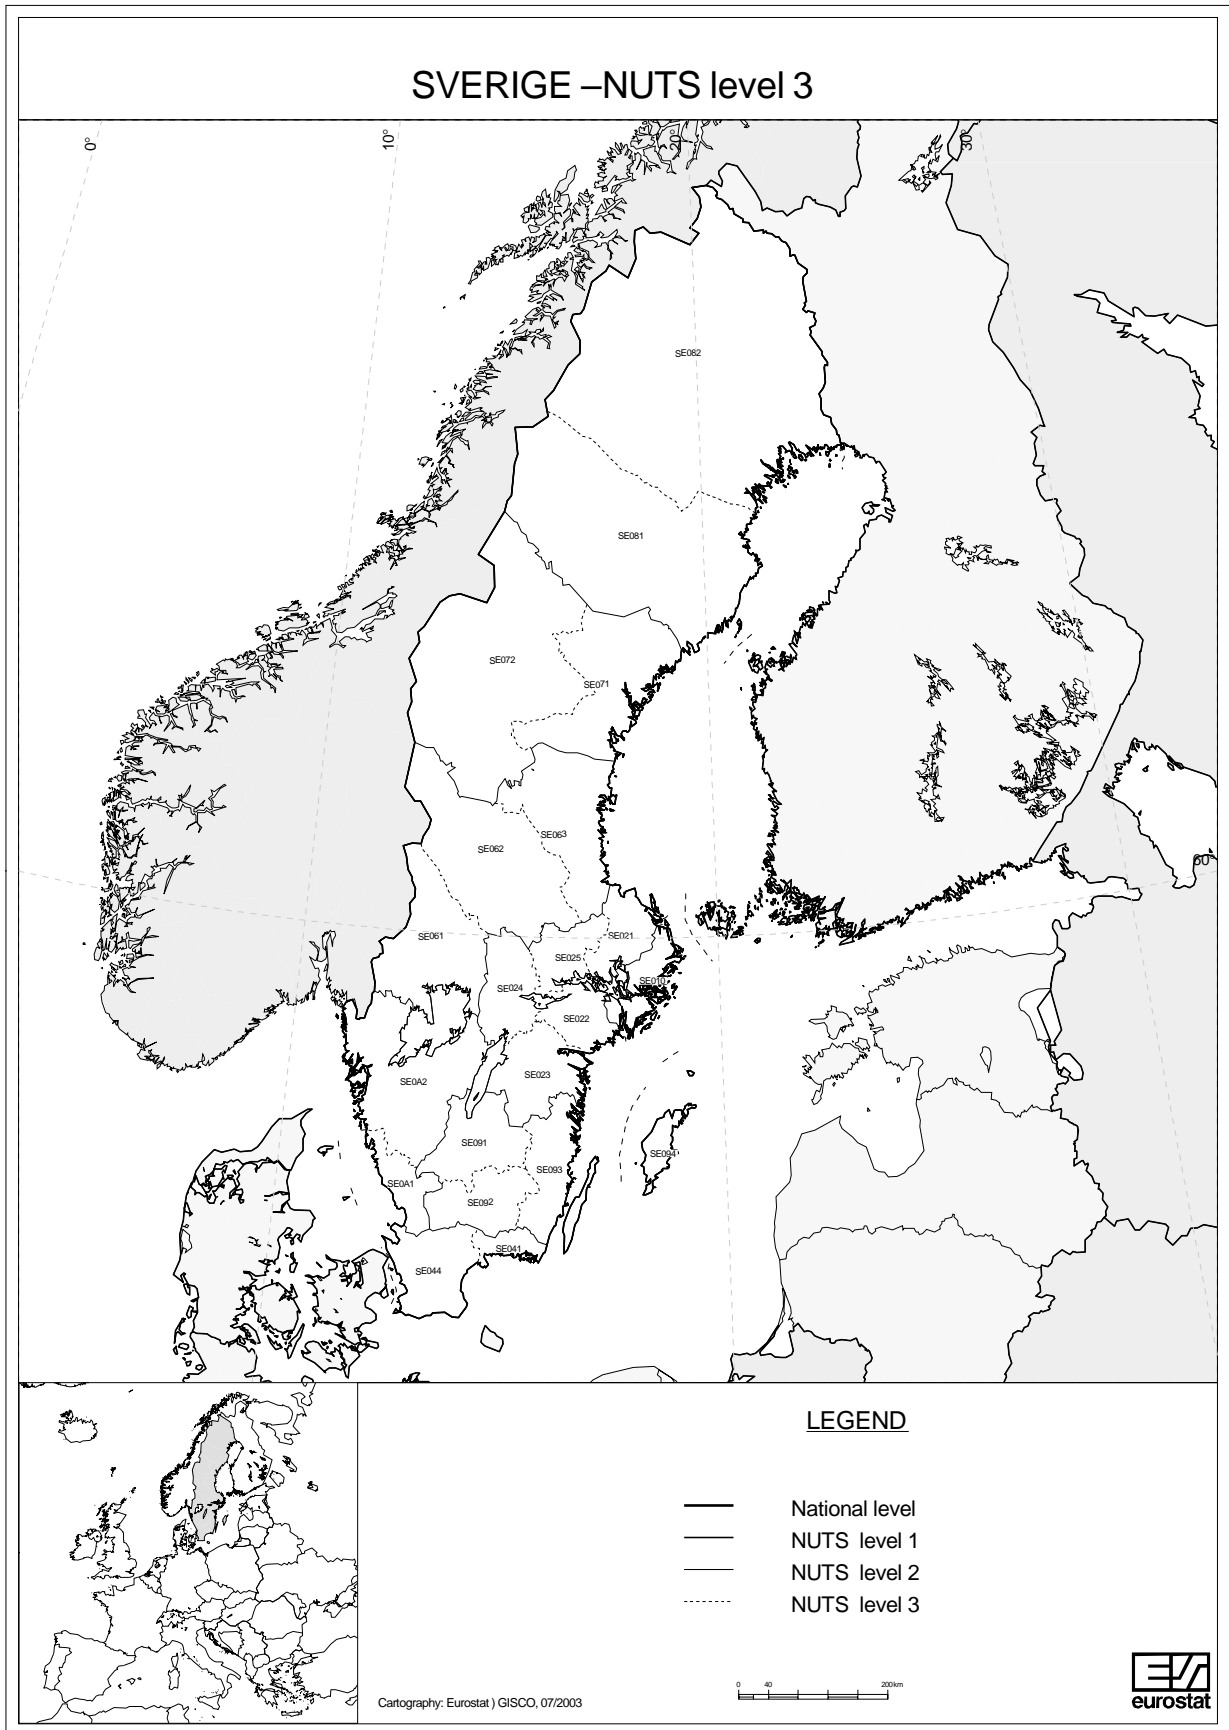 SVERIGE –NUTS level 3
0°
10°
20°
30°
SE082
SE081
SE072
SE071
SE063
SE062
60°
SE061
SE021
SE025
SE010
SE024
SE022
SE023
SE0A2
SE091
SE094
SE093
SE0A1
SE092
SE041
SE044
LEGEND
National level
NUTS level 1
NUTS level 2
NUTS level 3
0 40 200km
Cartography: Eurostat ) GISCO, 07/2003
eurostat